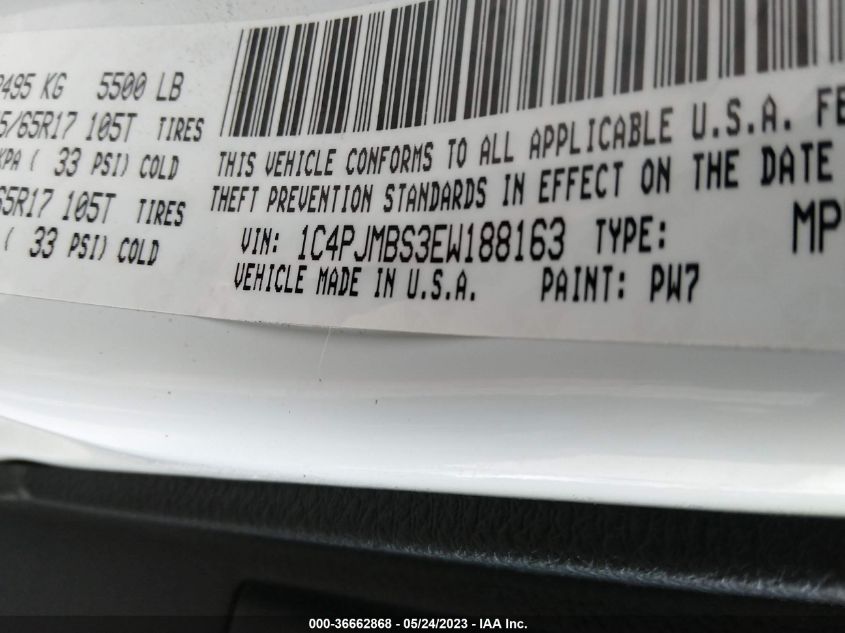 2495 KG 5500 LB
5/65R17 105T TIRES
KPA ( 33 PSI) COLD
65R17 105T TIRES
( 33 PSI) COLD
THIS VEHICLE CONFORMS TO ALL APPLICABLE U.S.A. FE
THEFT PREVENTION STANDARDS IN EFFECT ON THE DATE
VIN: 1C4PJMBS3EW188163 TYPE: MP
VEHICLE MADE IN U.S.A. PAINT: PW7
000-36662868 - 05/24/2023 - IAA Inc.